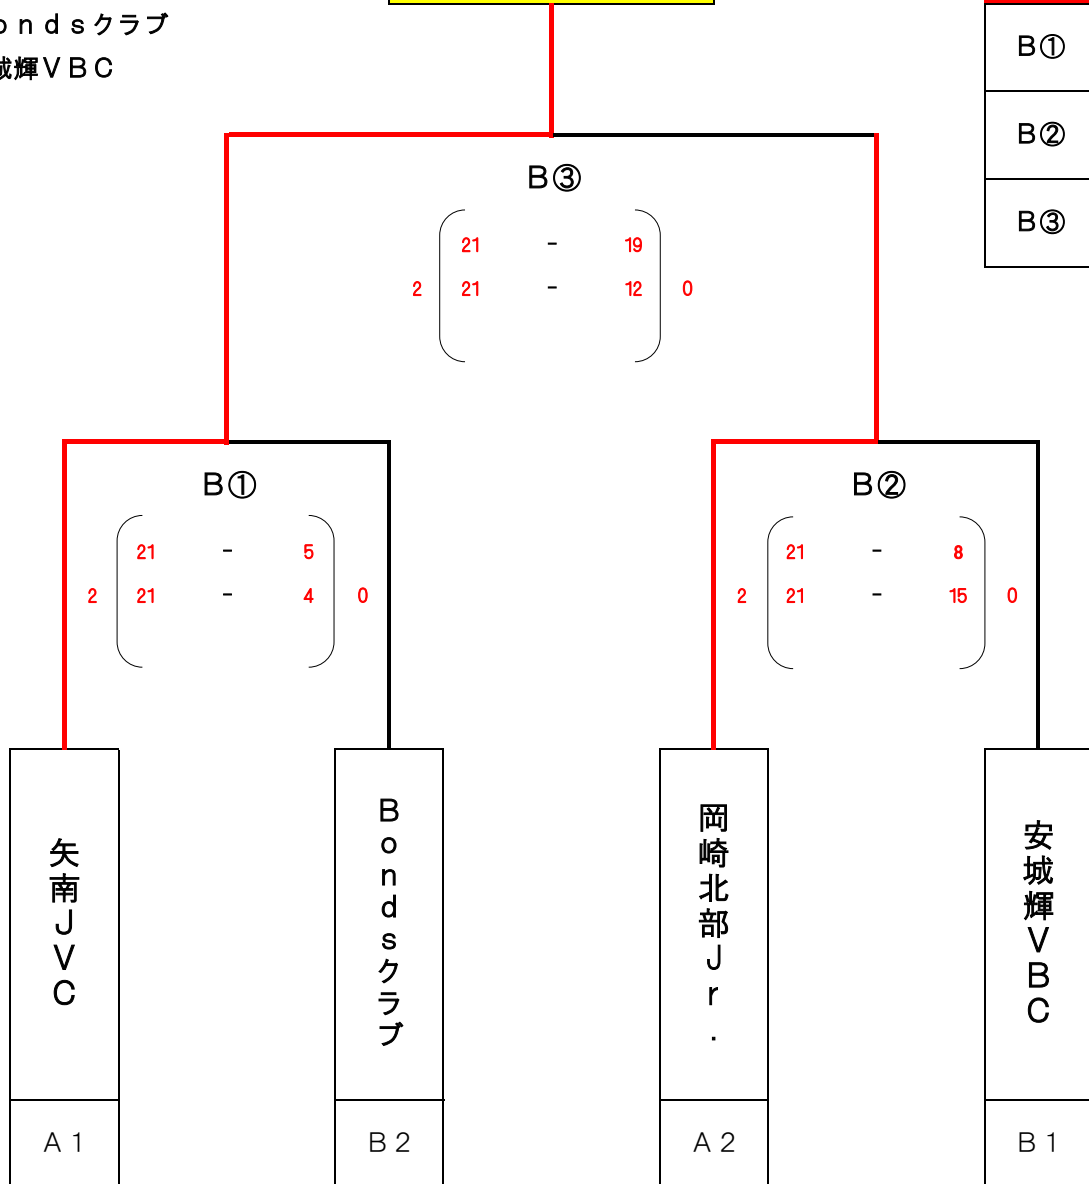 ondsクラブ
輝VBC
B①
B②
B③
B③
21 - 19
2 21 - 12 0
B①
21 - 5
2 21 - 4 0
B②
21 - 8
2 21 - 15 0
矢南JVC
Bondsクラブ
岡崎北部Jr.
安城輝VBC
A1
B2
A2
B1